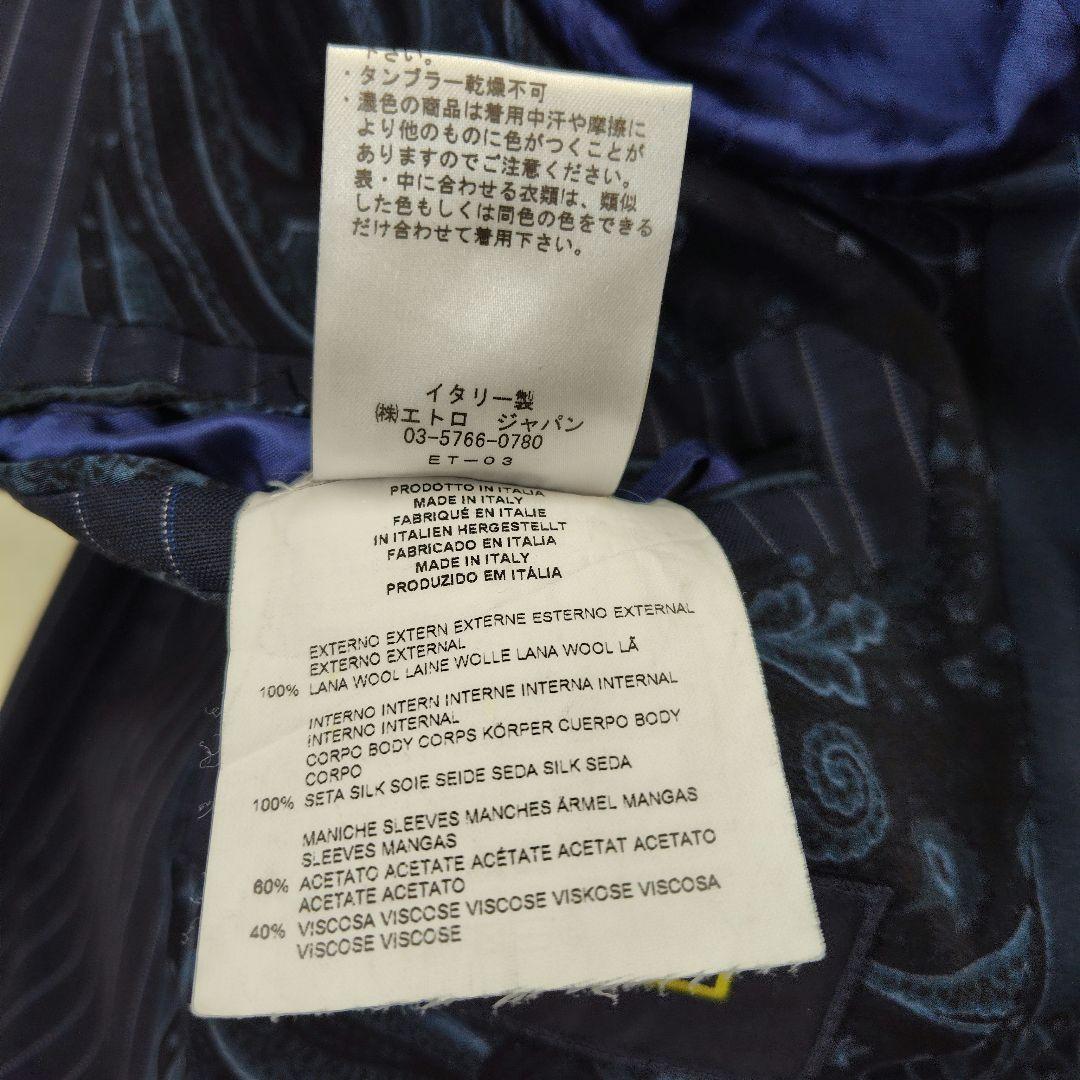 下さい。
・タンブラー乾燥不可
・濃色の商品は着用中汗や摩擦に
より他のものに色がつくことが
ありますのでご注意ください。
表・中に合わせる衣類は、類似
した色もしくは同色の色をできる
だけ合わせて着用下さい。
イタリー製
㈱エトロ ジャパン
03-5766-0780
ET-03
PRODOTTO IN ITALIA
MADE IN ITALY
FABRIQUÉ EN ITALIE
IN ITALIEN HERGESTELLT
FABRICADO EN ITALIA
MADE IN ITALY
PRODUZIDO EM ITÁLIA
EXTERNO EXTERN EXTERNE ESTERNO EXTERNAL
EXTERNO EXTERNAL
100% LANA WOOL LAINE WOLLE LANA WOOL LÃ
INTERNO INTERN INTERNE INTERNA INTERNAL
INTERNO INTERNAL
CORPO BODY CORPS KÖRPER CUERPO BODY
CORPO
100% SETA SILK SOIE SEIDE SEDA SILK SEDA
MANICHE SLEEVES MANCHES ÄRMEL MANGAS
SLEEVES MANGAS
60% ACETATO ACETATE ACÉTATE ACETAT ACETATO
ACETATE ACETATO
40% VISCOSA VISCOSE VISCOSE VISKOSE VISCOSA
VISCOSE VISCOSE